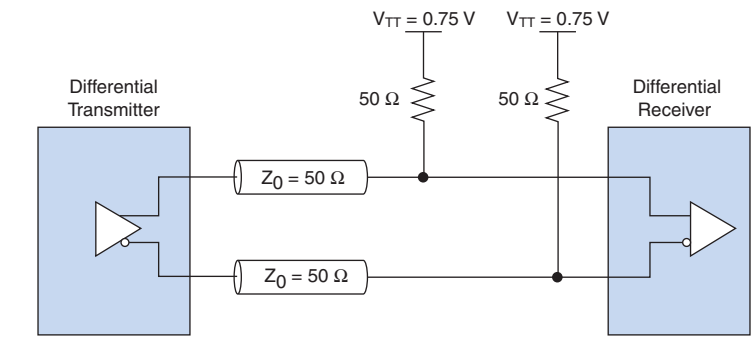 V_TT = 0.75 V
V_TT = 0.75 V
Differential
Transmitter
50 Ω
50 Ω
Differential
Receiver
Z_0 = 50 Ω
Z_0 = 50 Ω